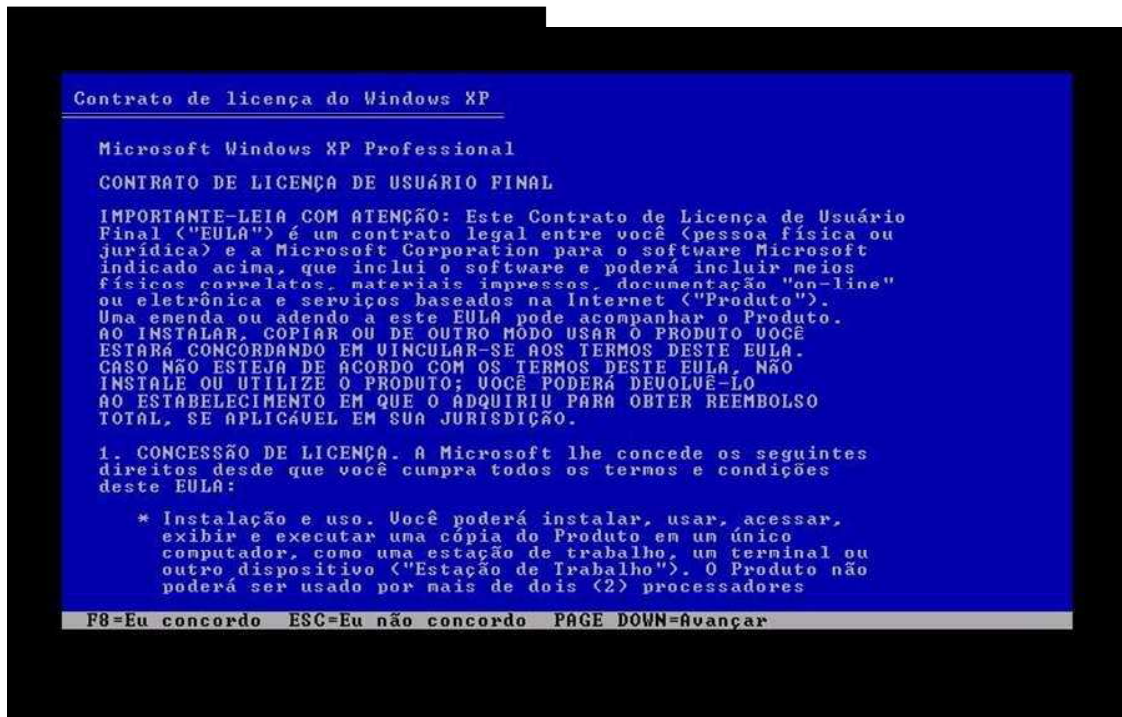 Contrato de licença do Windows XP
Microsoft Windows XP Professional
CONTRATO DE LICENÇA DE USUáRIO FINAL
IMPORTANTE-LEIA COM ATENÇãO: Este Contrato de Licença de Usuário
Final ("EULA") é um contrato legal entre você (pessoa física ou
jurídica) e a Microsoft Corporation para o software Microsoft
indicado acima, que inclui o software e poderá incluir meios
físicos correlatos, materiais impressos, documentação "on-line"
ou eletrônica e serviços baseados na Internet ("Produto").
Uma emenda ou adendo a este EULA pode acompanhar o Produto.
AO INSTALAR, COPIAR OU DE OUTRO MODO USAR O PRODUTO VOCÊ
ESTARá CONCORDANDO EM VINCULAR-SE AOS TERMOS DESTE EULA.
CASO NãO ESTEJA DE ACORDO COM OS TERMOS DESTE EULA, NãO
INSTALE OU UTILIZE O PRODUTO; VOCÊ PODERá DEVOLVÊ-LO
AO ESTABELECIMENTO EM QUE O ADQUIRIU PARA OBTER REEMBOLSO
TOTAL, SE APLICáVEL EM SUA JURISDIÇãO.
1. CONCESSãO DE LICENÇA. A Microsoft lhe concede os seguintes
direitos desde que você cumpra todos os termos e condições
deste EULA:
* Instalação e uso. Você poderá instalar, usar, acessar,
exibir e executar uma cópia do Produto em um único
computador, como uma estação de trabalho, um terminal ou
outro dispositivo ("Estação de Trabalho"). O Produto não
poderá ser usado por mais de dois (2) processadores
F8=Eu concordo ESC=Eu não concordo PAGE DOWN=Avançar